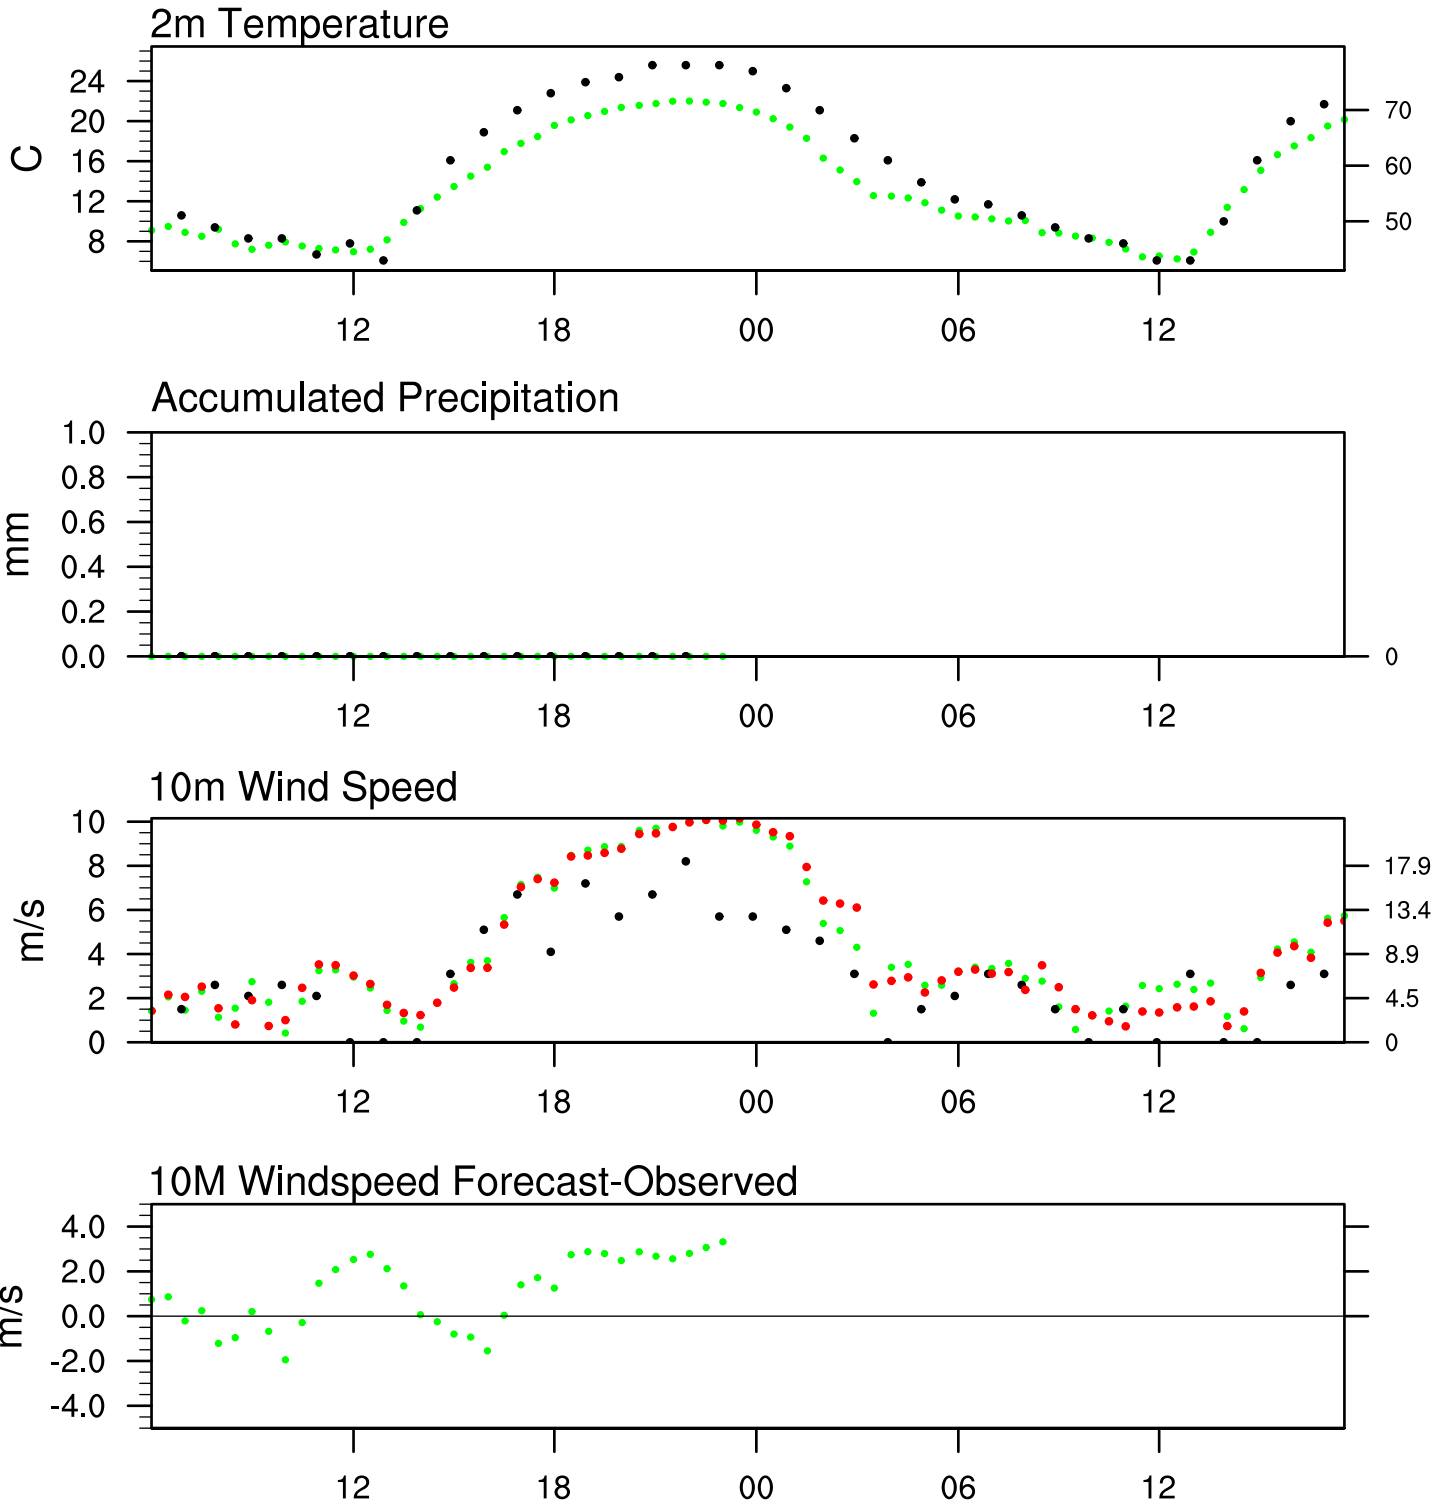 2m Temperature
C
24
20
16
12
8
70
60
50
12 18 00 06 12
Accumulated Precipitation
mm
1.0
0.8
0.6
0.4
0.2
0.0
0
12 18 00 06 12
10m Wind Speed
m/s
10
8
6
4
2
0
17.9
13.4
8.9
4.5
0
12 18 00 06 12
10M Windspeed Forecast-Observed
m/s
4.0
2.0
0.0
-2.0
-4.0
12 18 00 06 12